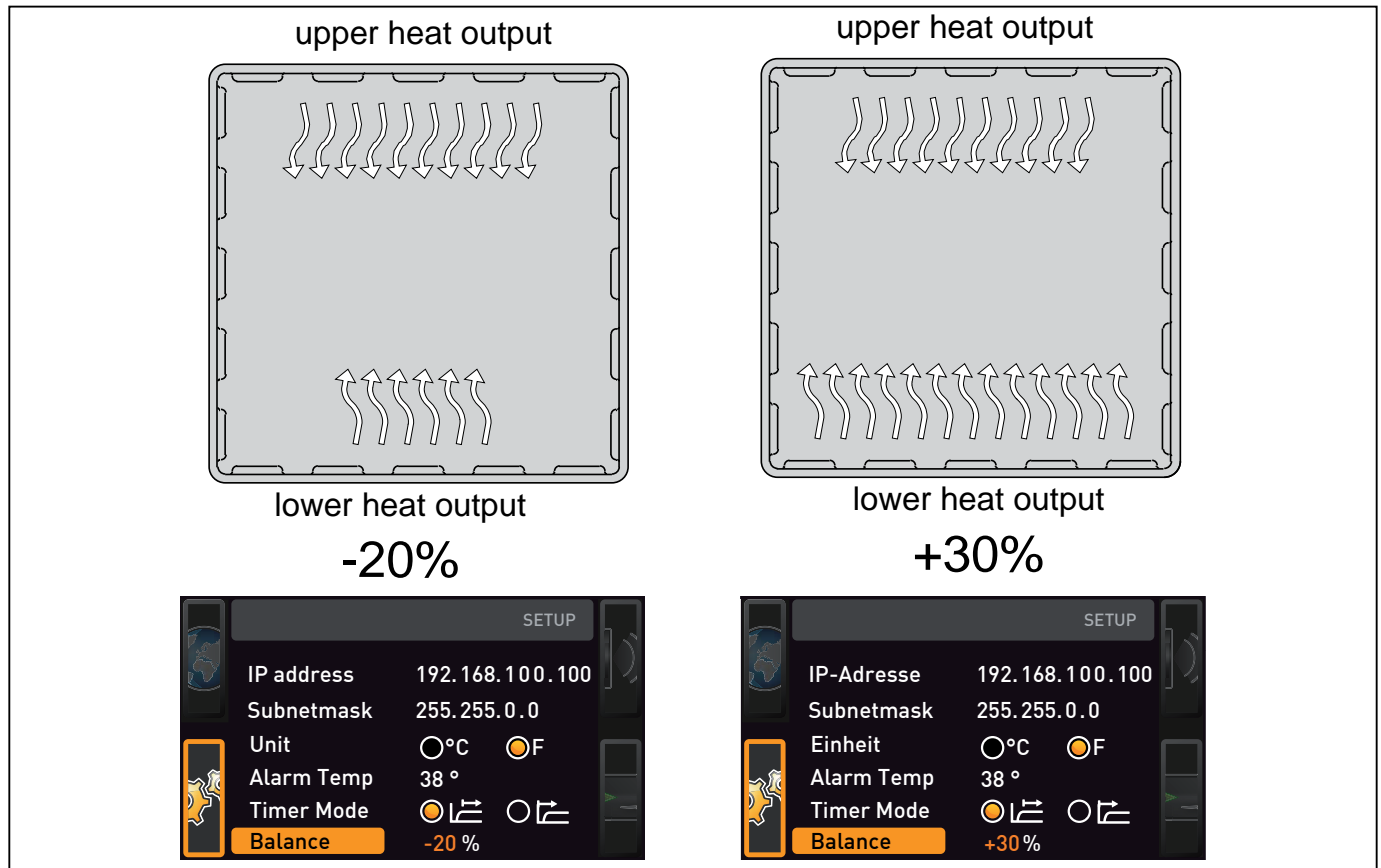 upper heat output
lower heat output
-20%
SETUP
IP address 192.168.100.100
Subnetmask 255.255.0.0
Unit °C F
Alarm Temp 38 °
Timer Mode
Balance -20 %
upper heat output
lower heat output
+30%
SETUP
IP-Adresse 192.168.100.100
Subnetmask 255.255.0.0
Einheit °C F
Alarm Temp 38 °
Timer Mode
Balance +30 %